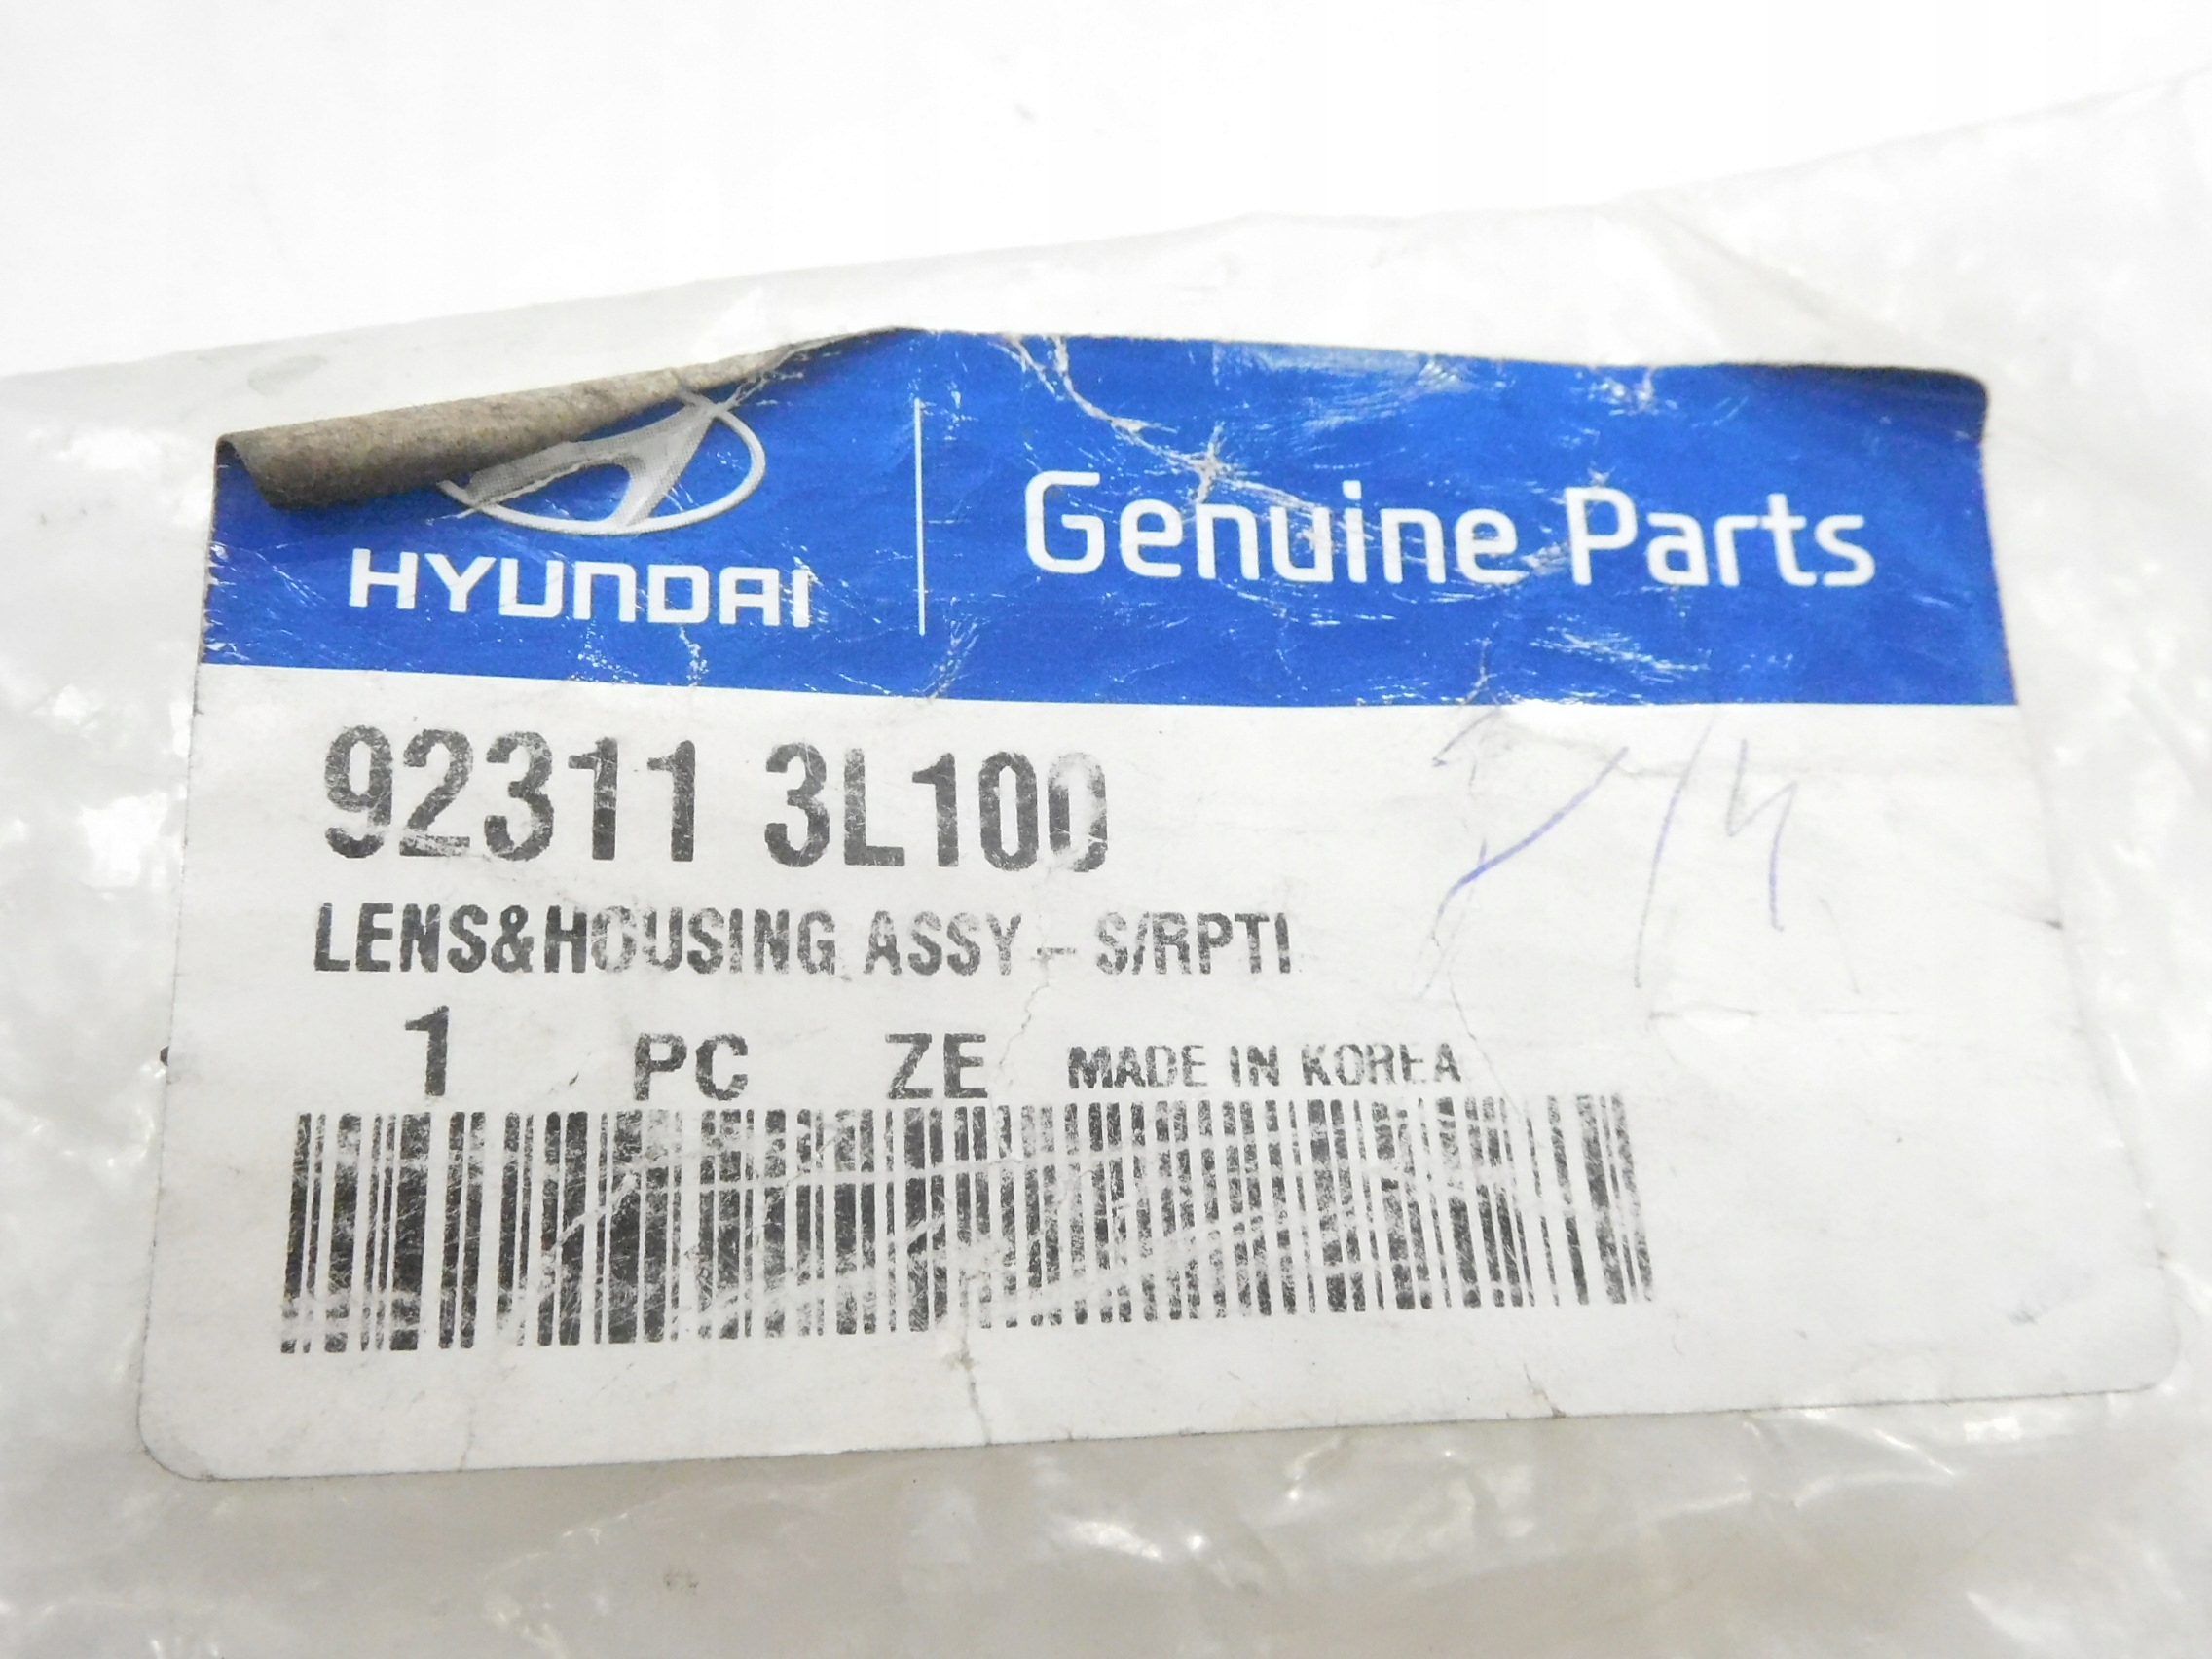 HYUNDAI
Genuine Parts
92311 3L100
LENS&HOUSING ASSY - S/RPTI
1 PC ZE MADE IN KOREA